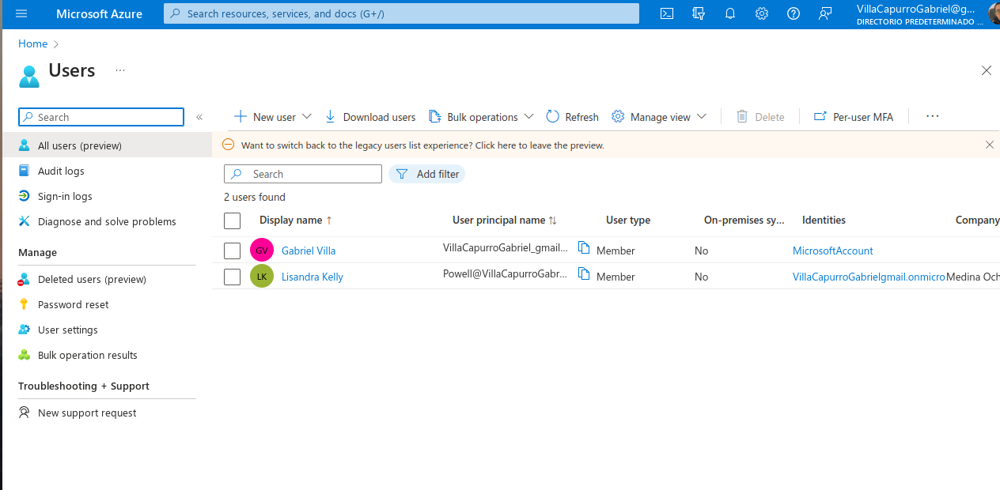 Microsoft Azure
Search resources, services, and docs (G+/)
VillaCapurroGabriel@g...
DIRECTORIO PREDETERMINADO ...
Home
Users
...
Search
New user
Download users
Bulk operations
Refresh
Manage view
Delete
Per-user MFA
...
All users (preview)
Audit logs
Sign-in logs
Diagnose and solve problems
Manage
Deleted users (preview)
Password reset
User settings
Bulk operation results
Troubleshooting + Support
New support request
Want to switch back to the legacy users list experience? Click here to leave the preview.
Search
Add filter
2 users found
Display name ↑ User principal name ↑↓ User type On-premises sy... Identities Company
GV Gabriel Villa VillaCapurroGabriel_gmail... Member No MicrosoftAccount
LK Lisandra Kelly Powell@VillaCapurroGabr... Member No VillaCapurroGabrielgmail.onmicro Medina Och